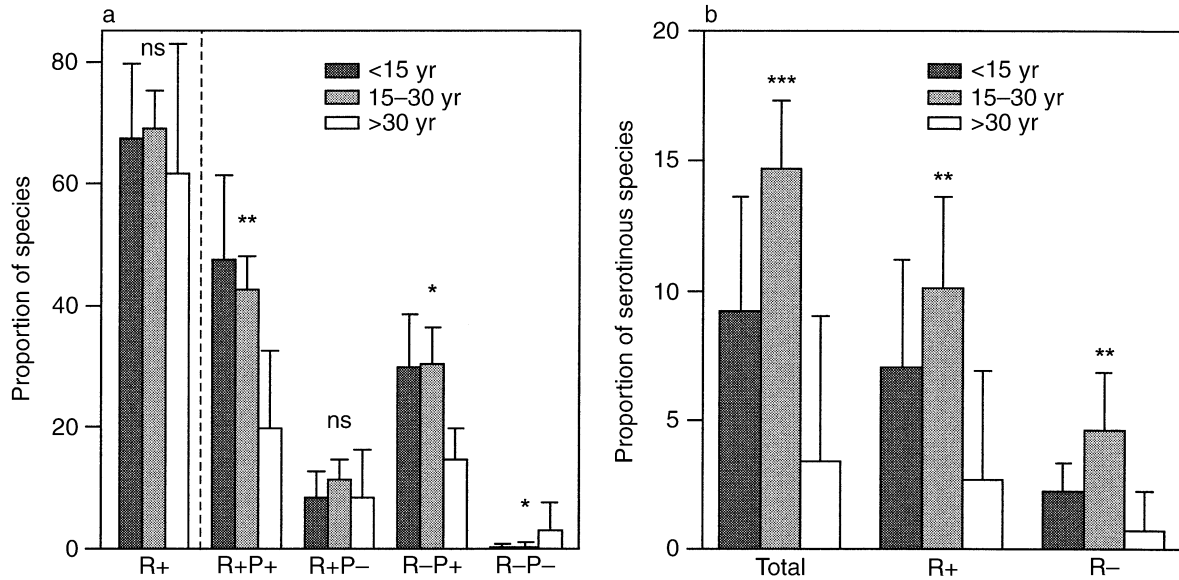 a
Proportion of species
80
60
40
20
0
ns
**
ns
*
*
<15 yr
15–30 yr
>30 yr
R+
R+P+
R+P–
R–P+
R–P–
b
Proportion of serotinous species
20
15
10
5
0
***
**
**
<15 yr
15–30 yr
>30 yr
Total
R+
R–